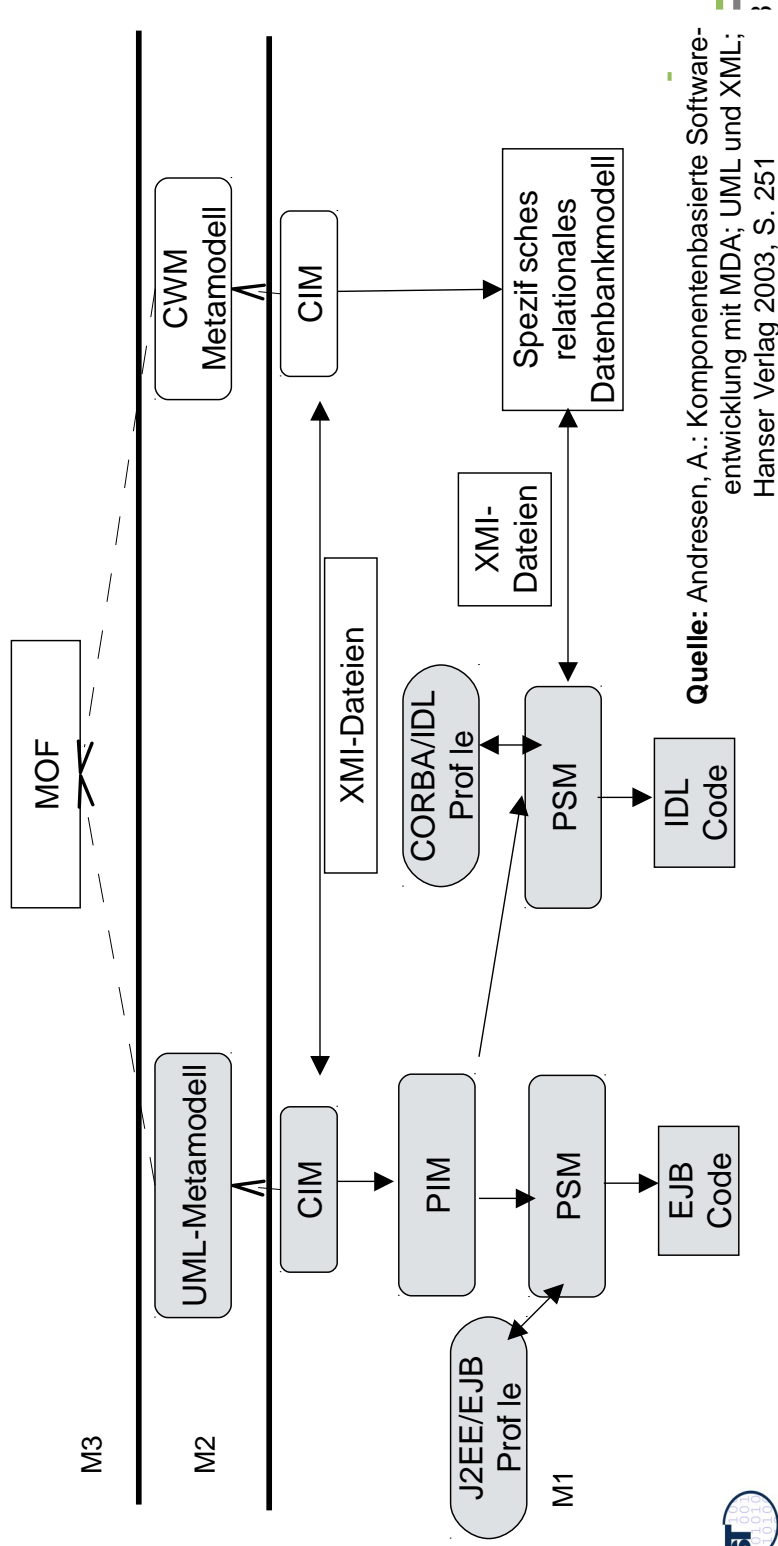 M3
MOF
M2
UML-Metamodell
CWM
Metamodell
CIM
CIM
XMI-Dateien
J2EE/EJB
Prof le
M1
PIM
CORBA/IDL
Prof le
XMI-
Dateien
PSM
PSM
Spezif sches
relationales
Datenbankmodell
EJB
Code
IDL
Code
Quelle: Andresen, A.: Komponentenbasierte Software-
entwicklung mit MDA; UML und XML;
Hanser Verlag 2003, S. 251